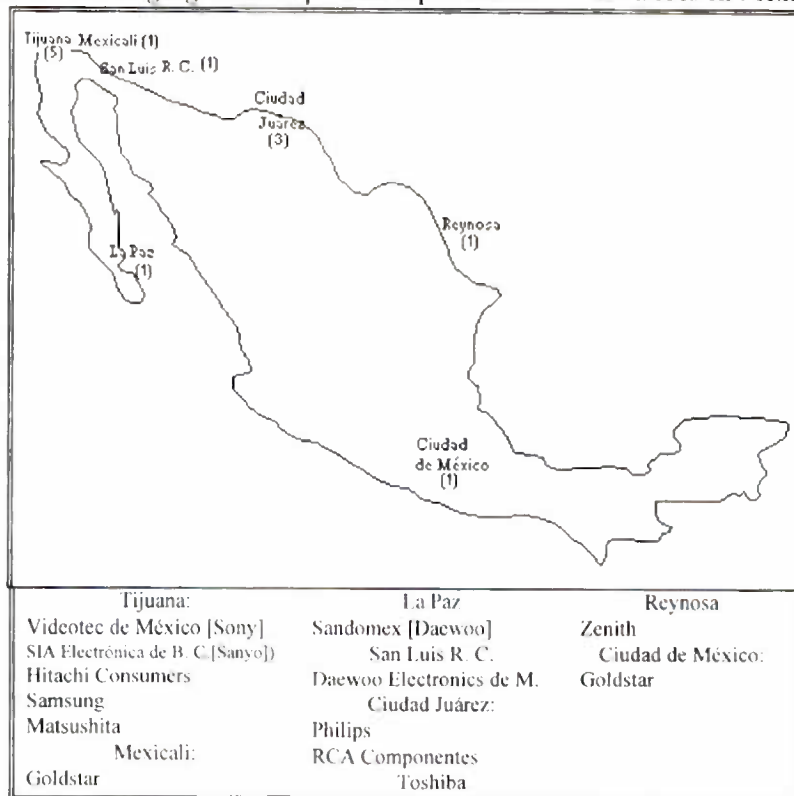 Tijuana Mexicali (1)
(5)
San Luis R. C. (1)
Ciudad
Juárez
(3)
Reynosa
(1)
La Paz
(1)
Ciudad
de México
(1)
Tijuana:
Videotec de México [Sony]
SIA Electrónica de B. C.[Sanyo])
Hitachi Consumers
Samsung
Matsushita
Mexicali:
Goldstar
La Paz
Sandomex [Daewoo]
San Luis R. C.
Daewoo Electronics de M.
Ciudad Juárez:
Philips
RCA Componentes
Toshiba
Reynosa
Zenith
Ciudad de México:
Goldstar